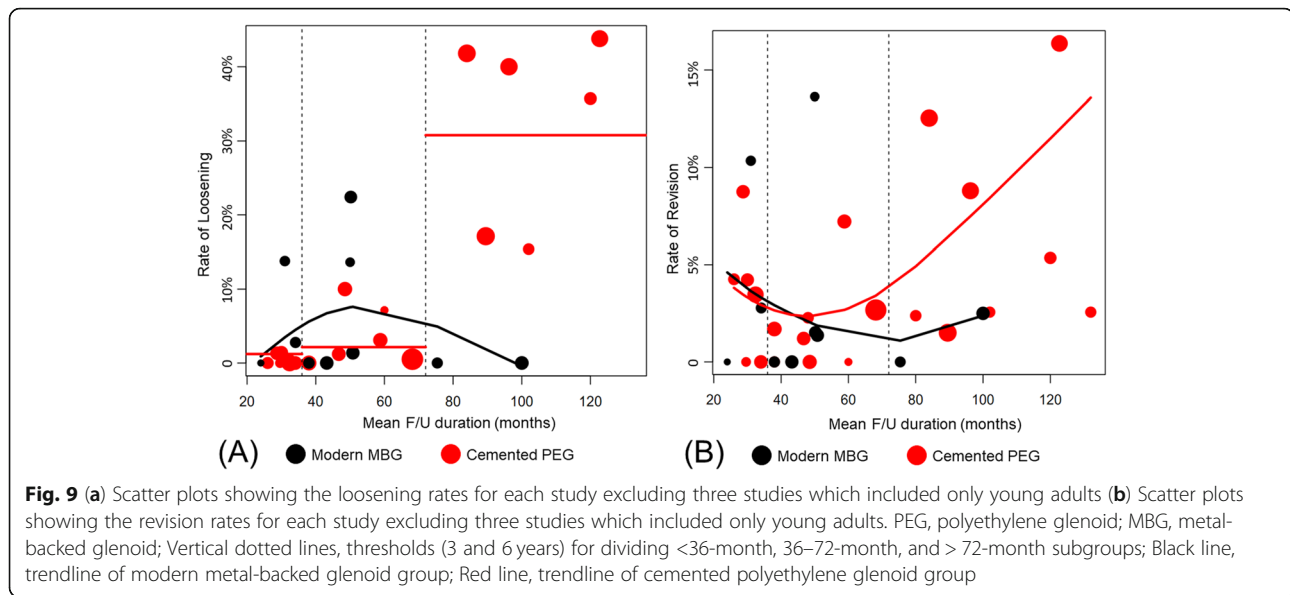 Rate of Loosening
40%
30%
20%
10%
0
20 40 60 80 100 120
Mean F/U duration (months)
(A) Modern MBG Cemented PEG
Rate of Revision
15%
10%
5%
0
20 40 60 80 100 120
Mean F/U duration (months)
(B) Modern MBG Cemented PEG
Fig. 9 (a) Scatter plots showing the loosening rates for each study excluding three studies which included only young adults (b) Scatter plots
showing the revision rates for each study excluding three studies which included only young adults. PEG, polyethylene glenoid; MBG, metal-
backed glenoid; Vertical dotted lines, thresholds (3 and 6 years) for dividing <36-month, 36–72-month, and > 72-month subgroups; Black line,
trendline of modern metal-backed glenoid group; Red line, trendline of cemented polyethylene glenoid group